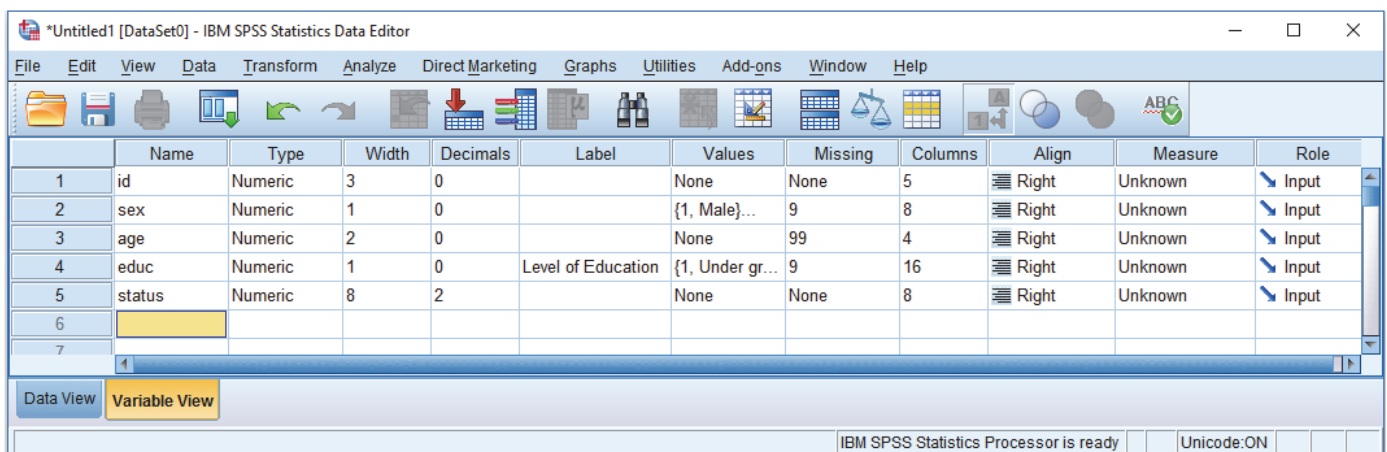 *Untitled1 [DataSet0] - IBM SPSS Statistics Data Editor
File Edit View Data Transform Analyze Direct Marketing Graphs Utilities Add-ons Window Help
A
1
μ
ABC
Name Type Width Decimals Label Values Missing Columns Align Measure Role
1 id Numeric 3 0 None None 5 Right Unknown Input
2 sex Numeric 1 0 {1, Male}... 9 8 Right Unknown Input
3 age Numeric 2 0 None 99 4 Right Unknown Input
4 educ Numeric 1 0 Level of Education {1, Under gr... 9 16 Right Unknown Input
5 status Numeric 8 2 None None 8 Right Unknown Input
6
7
Data View Variable View
IBM SPSS Statistics Processor is ready Unicode:ON